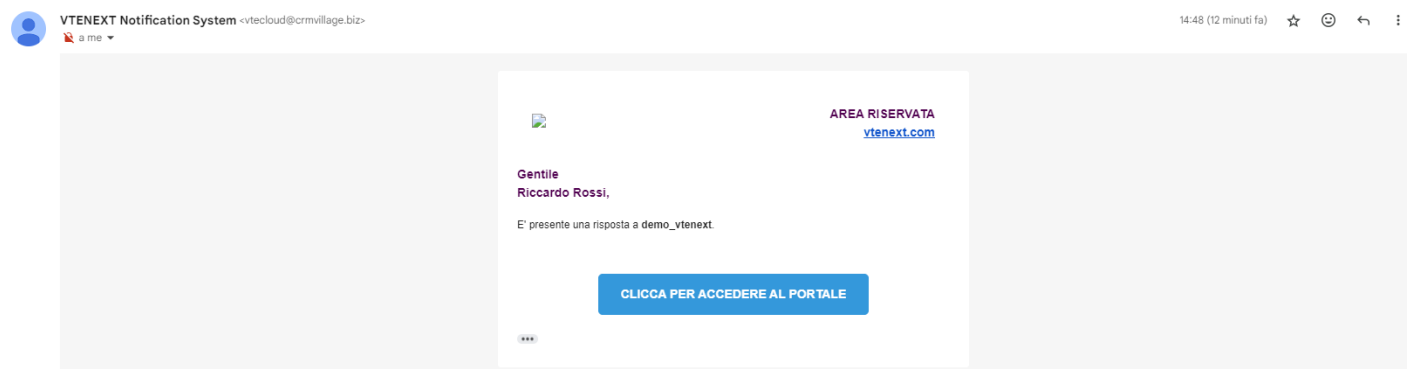 VTENEXT Notification System <vtecloud@crmvillage.biz>
14:48 (12 minuti fa)
a me
AREA RISERVATA
vtenext.com
Gentile
Riccardo Rossi,
E' presente una risposta a demo_vtenext.
CLICCA PER ACCEDERE AL PORTALE